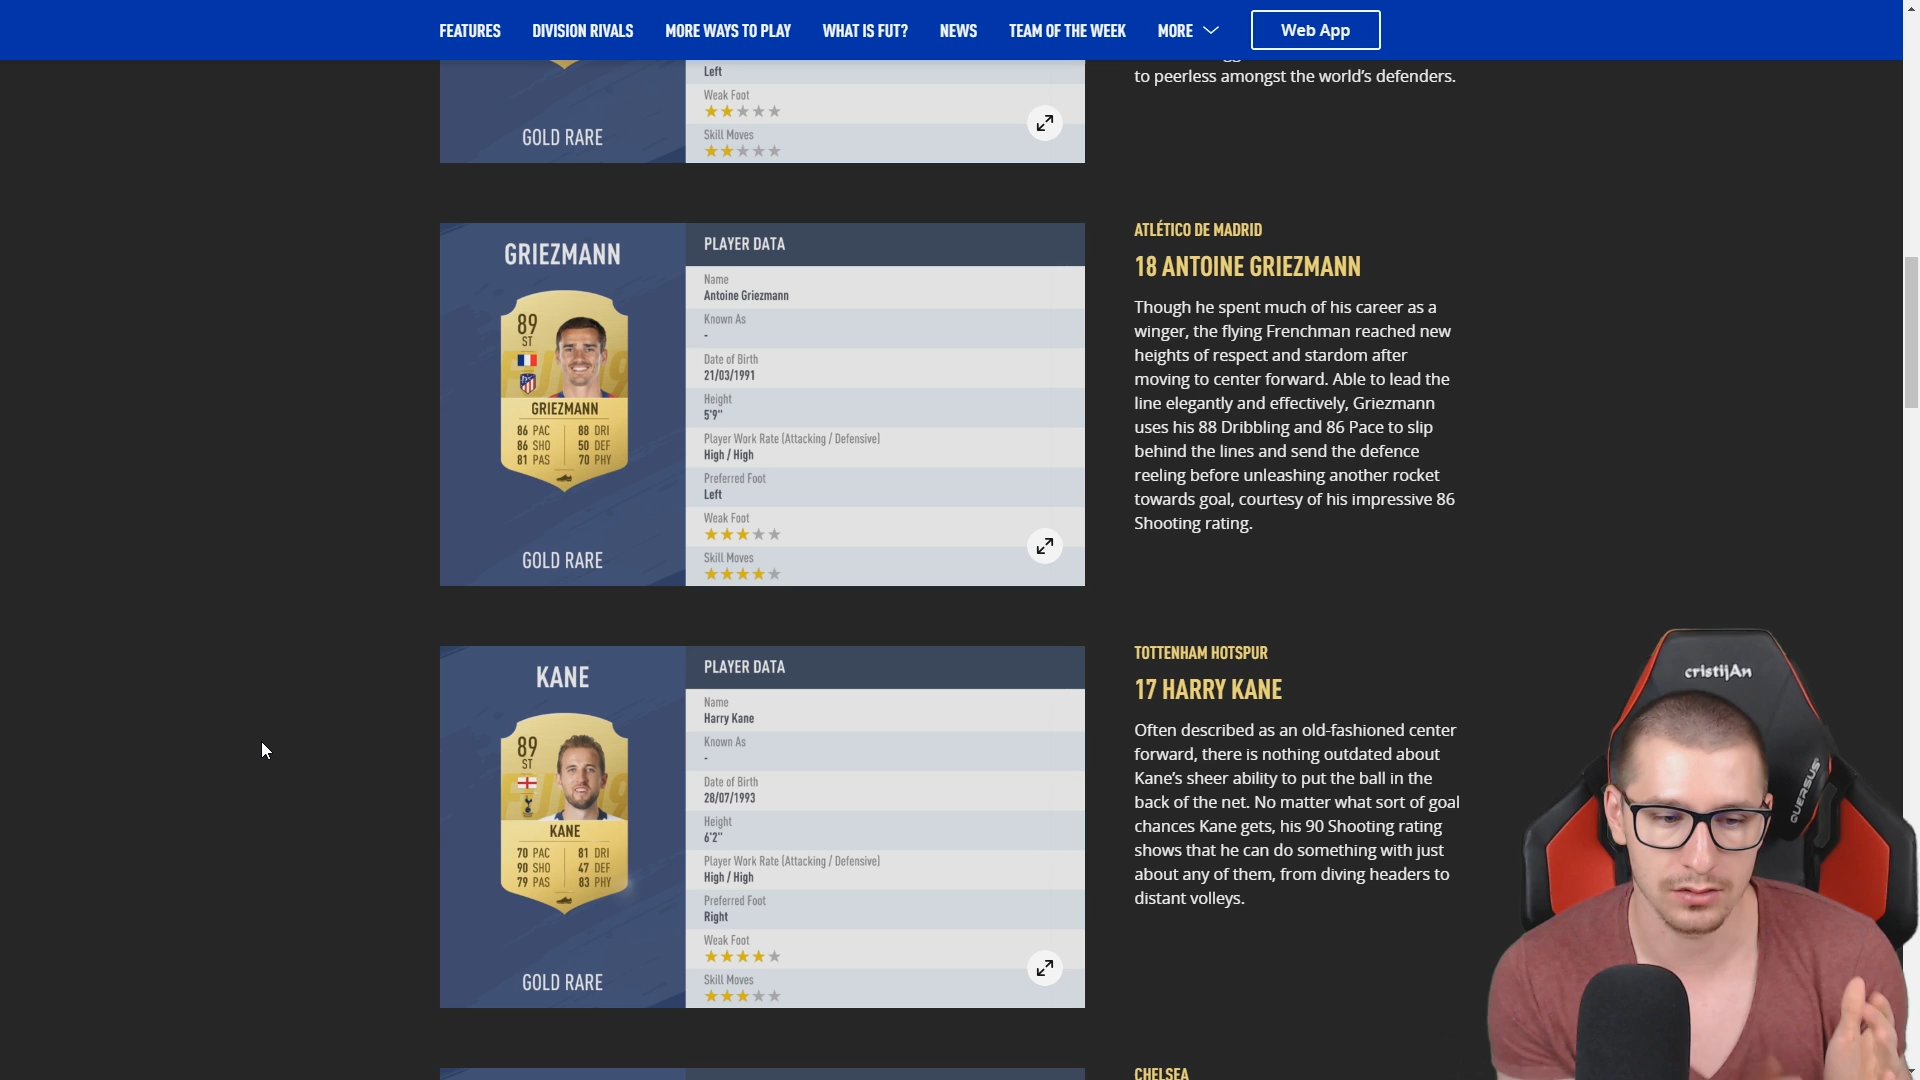 FEATURES
DIVISION RIVALS
MORE WAYS TO PLAY
WHAT IS FUT?
NEWS
TEAM OF THE WEEK
MORE
Web App
Left
Weak Foot
Skill Moves
GOLD RARE
to peerless amongst the world's defenders.
GRIEZMANN
89
ST
GRIEZMANN
86 PAC 88 DRI
86 SHO 50 DEF
81 PAS 70 PHY
GOLD RARE
PLAYER DATA
Name
Antoine Griezmann
Known As
-
Date of Birth
21/03/1991
Height
5'9"
Player Work Rate (Attacking / Defensive)
High / High
Preferred Foot
Left
Weak Foot
Skill Moves
ATLÉTICO DE MADRID
18 ANTOINE GRIEZMANN
Though he spent much of his career as a
winger, the flying Frenchman reached new
heights of respect and stardom after
moving to center forward. Able to lead the
line elegantly and effectively, Griezmann
uses his 88 Dribbling and 86 Pace to slip
behind the lines and send the defence
reeling before unleashing another rocket
towards goal, courtesy of his impressive 86
Shooting rating.
KANE
89
ST
KANE
70 PAC 81 DRI
90 SHO 47 DEF
79 PAS 83 PHY
GOLD RARE
PLAYER DATA
Name
Harry Kane
Known As
-
Date of Birth
28/07/1993
Height
6'2"
Player Work Rate (Attacking / Defensive)
High / High
Preferred Foot
Right
Weak Foot
Skill Moves
TOTTENHAM HOTSPUR
17 HARRY KANE
Often described as an old-fashioned center
forward, there is nothing outdated about
Kane's sheer ability to put the ball in the
back of the net. No matter what sort of goal
chances Kane gets, his 90 Shooting rating
shows that he can do something with just
about any of them, from diving headers to
distant volleys.
CHELSEA
cristijAn
QUERSUS